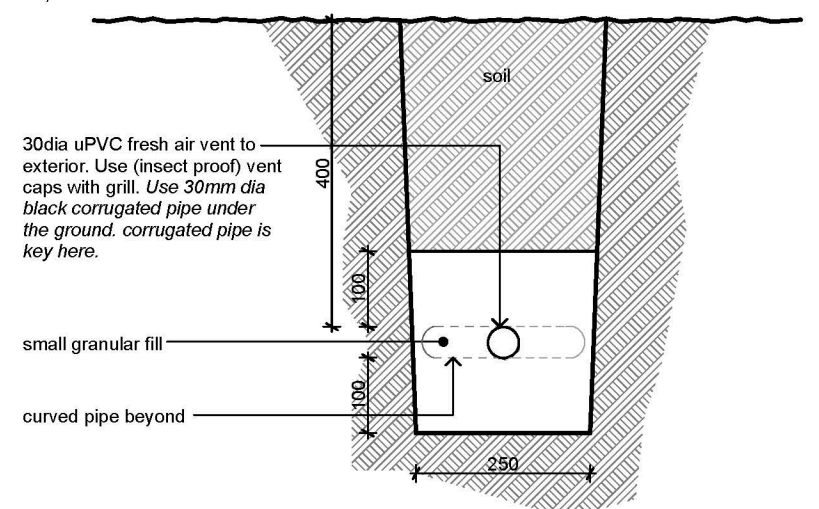 soil
30dia uPVC fresh air vent to
exterior. Use (insect proof) vent
caps with grill. Use 30mm dia
black corrugated pipe under
the ground. corrugated pipe is
key here.
400
100
small granular fill
100
curved pipe beyond
250